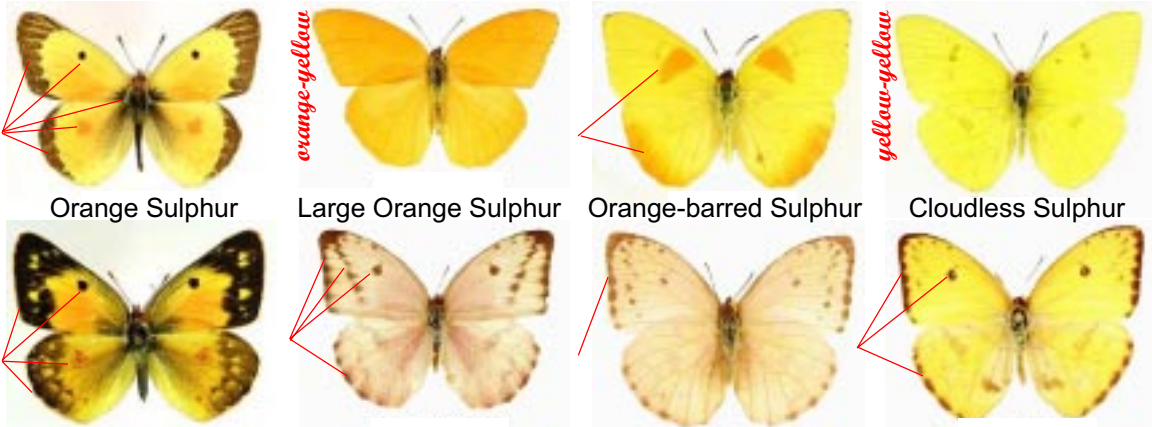 orange-yellow
yellow-yellow
Orange Sulphur
Large Orange Sulphur
Orange-barred Sulphur
Cloudless Sulphur